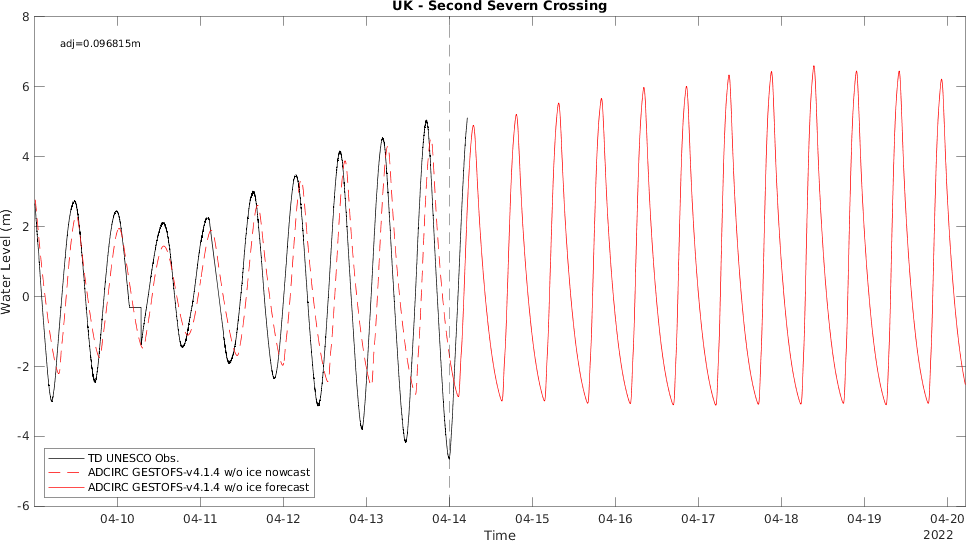 UK - Second Severn Crossing
adj=0.096815m
8
6
4
2
0
-2
-4
-6
Water Level (m)
TD UNESCO Obs.
ADCIRC GESTOFS-v4.1.4 w/o ice nowcast
ADCIRC GESTOFS-v4.1.4 w/o ice forecast
04-10 04-11 04-12 04-13 04-14 04-15 04-16 04-17 04-18 04-19 04-20
Time
2022